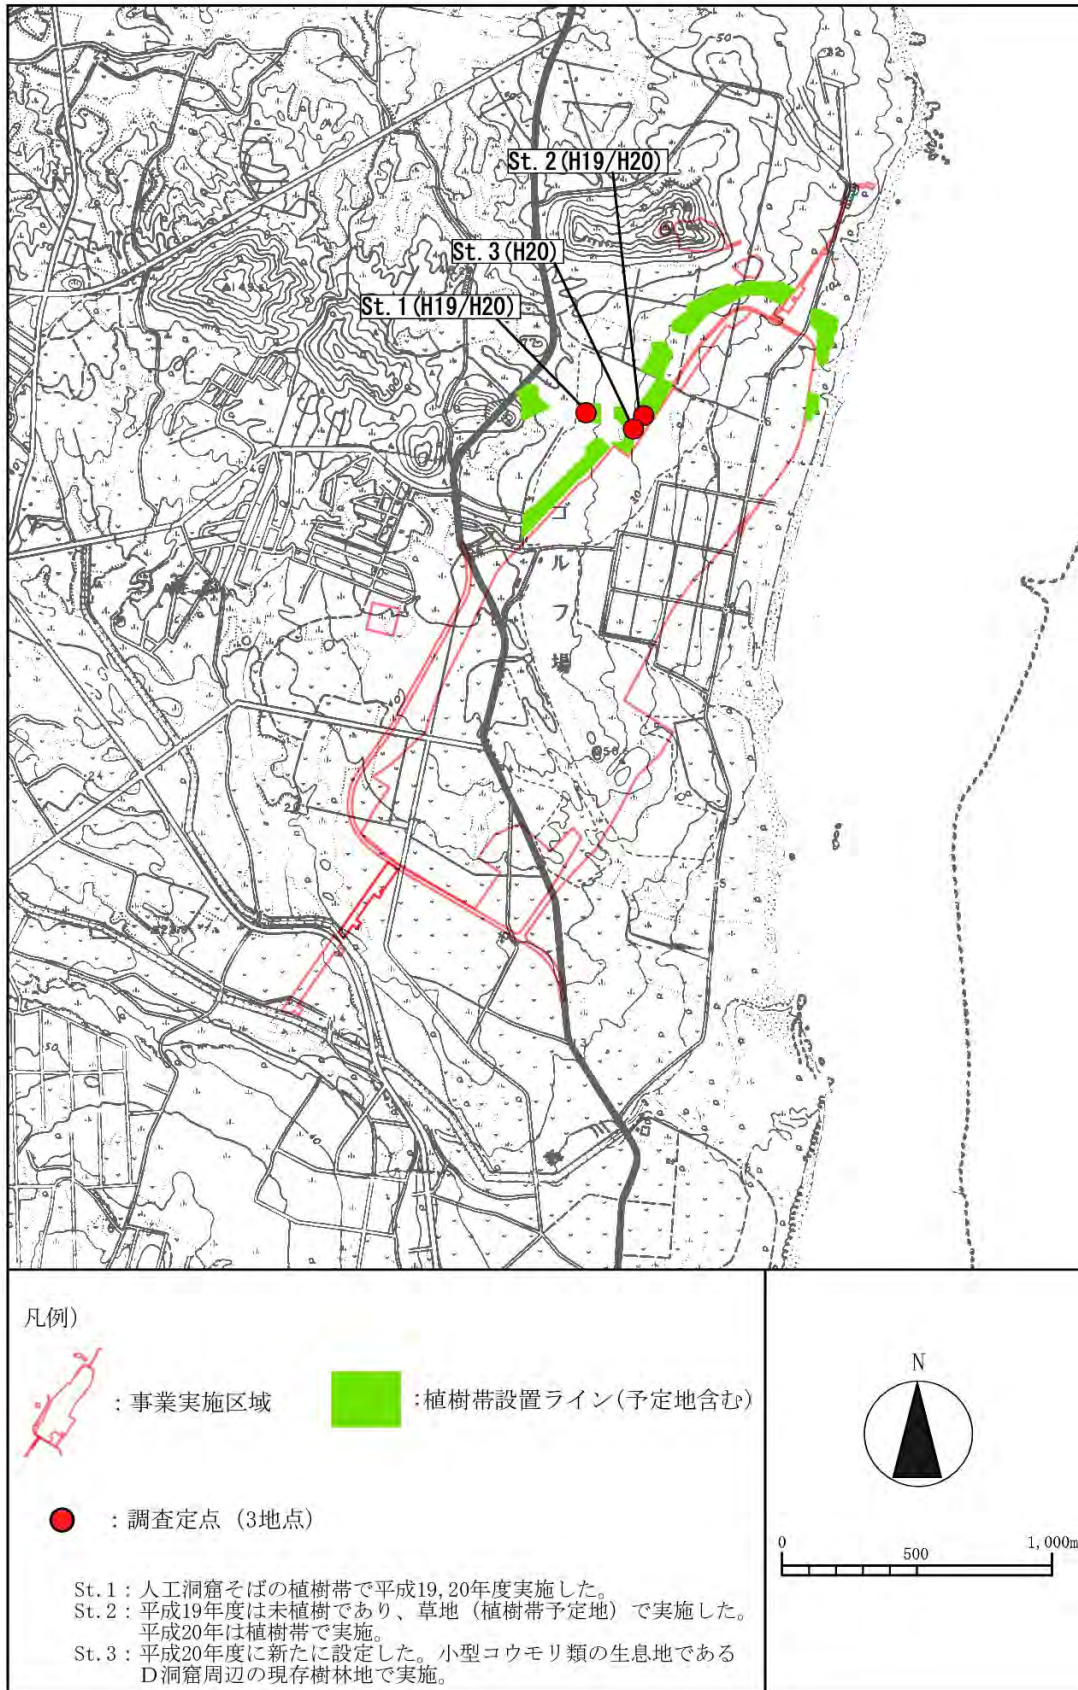 St. 2 (H19/H20)
St. 3 (H20)
St. 1 (H19/H20)
ゴルフ場
凡例)
：事業実施区域
：植樹帯設置ライン(予定地含む)
：調査定点（3地点）
St. 1：人工洞窟そばの植樹帯で平成19, 20年度実施した。
St. 2：平成19年度は未植樹であり、草地（植樹帯予定地）で実施した。
平成20年は植樹帯で実施。
St. 3：平成20年度に新たに設定した。小型コウモリ類の生息地である
D洞窟周辺の現存樹林地で実施。
N
0 500 1,000m